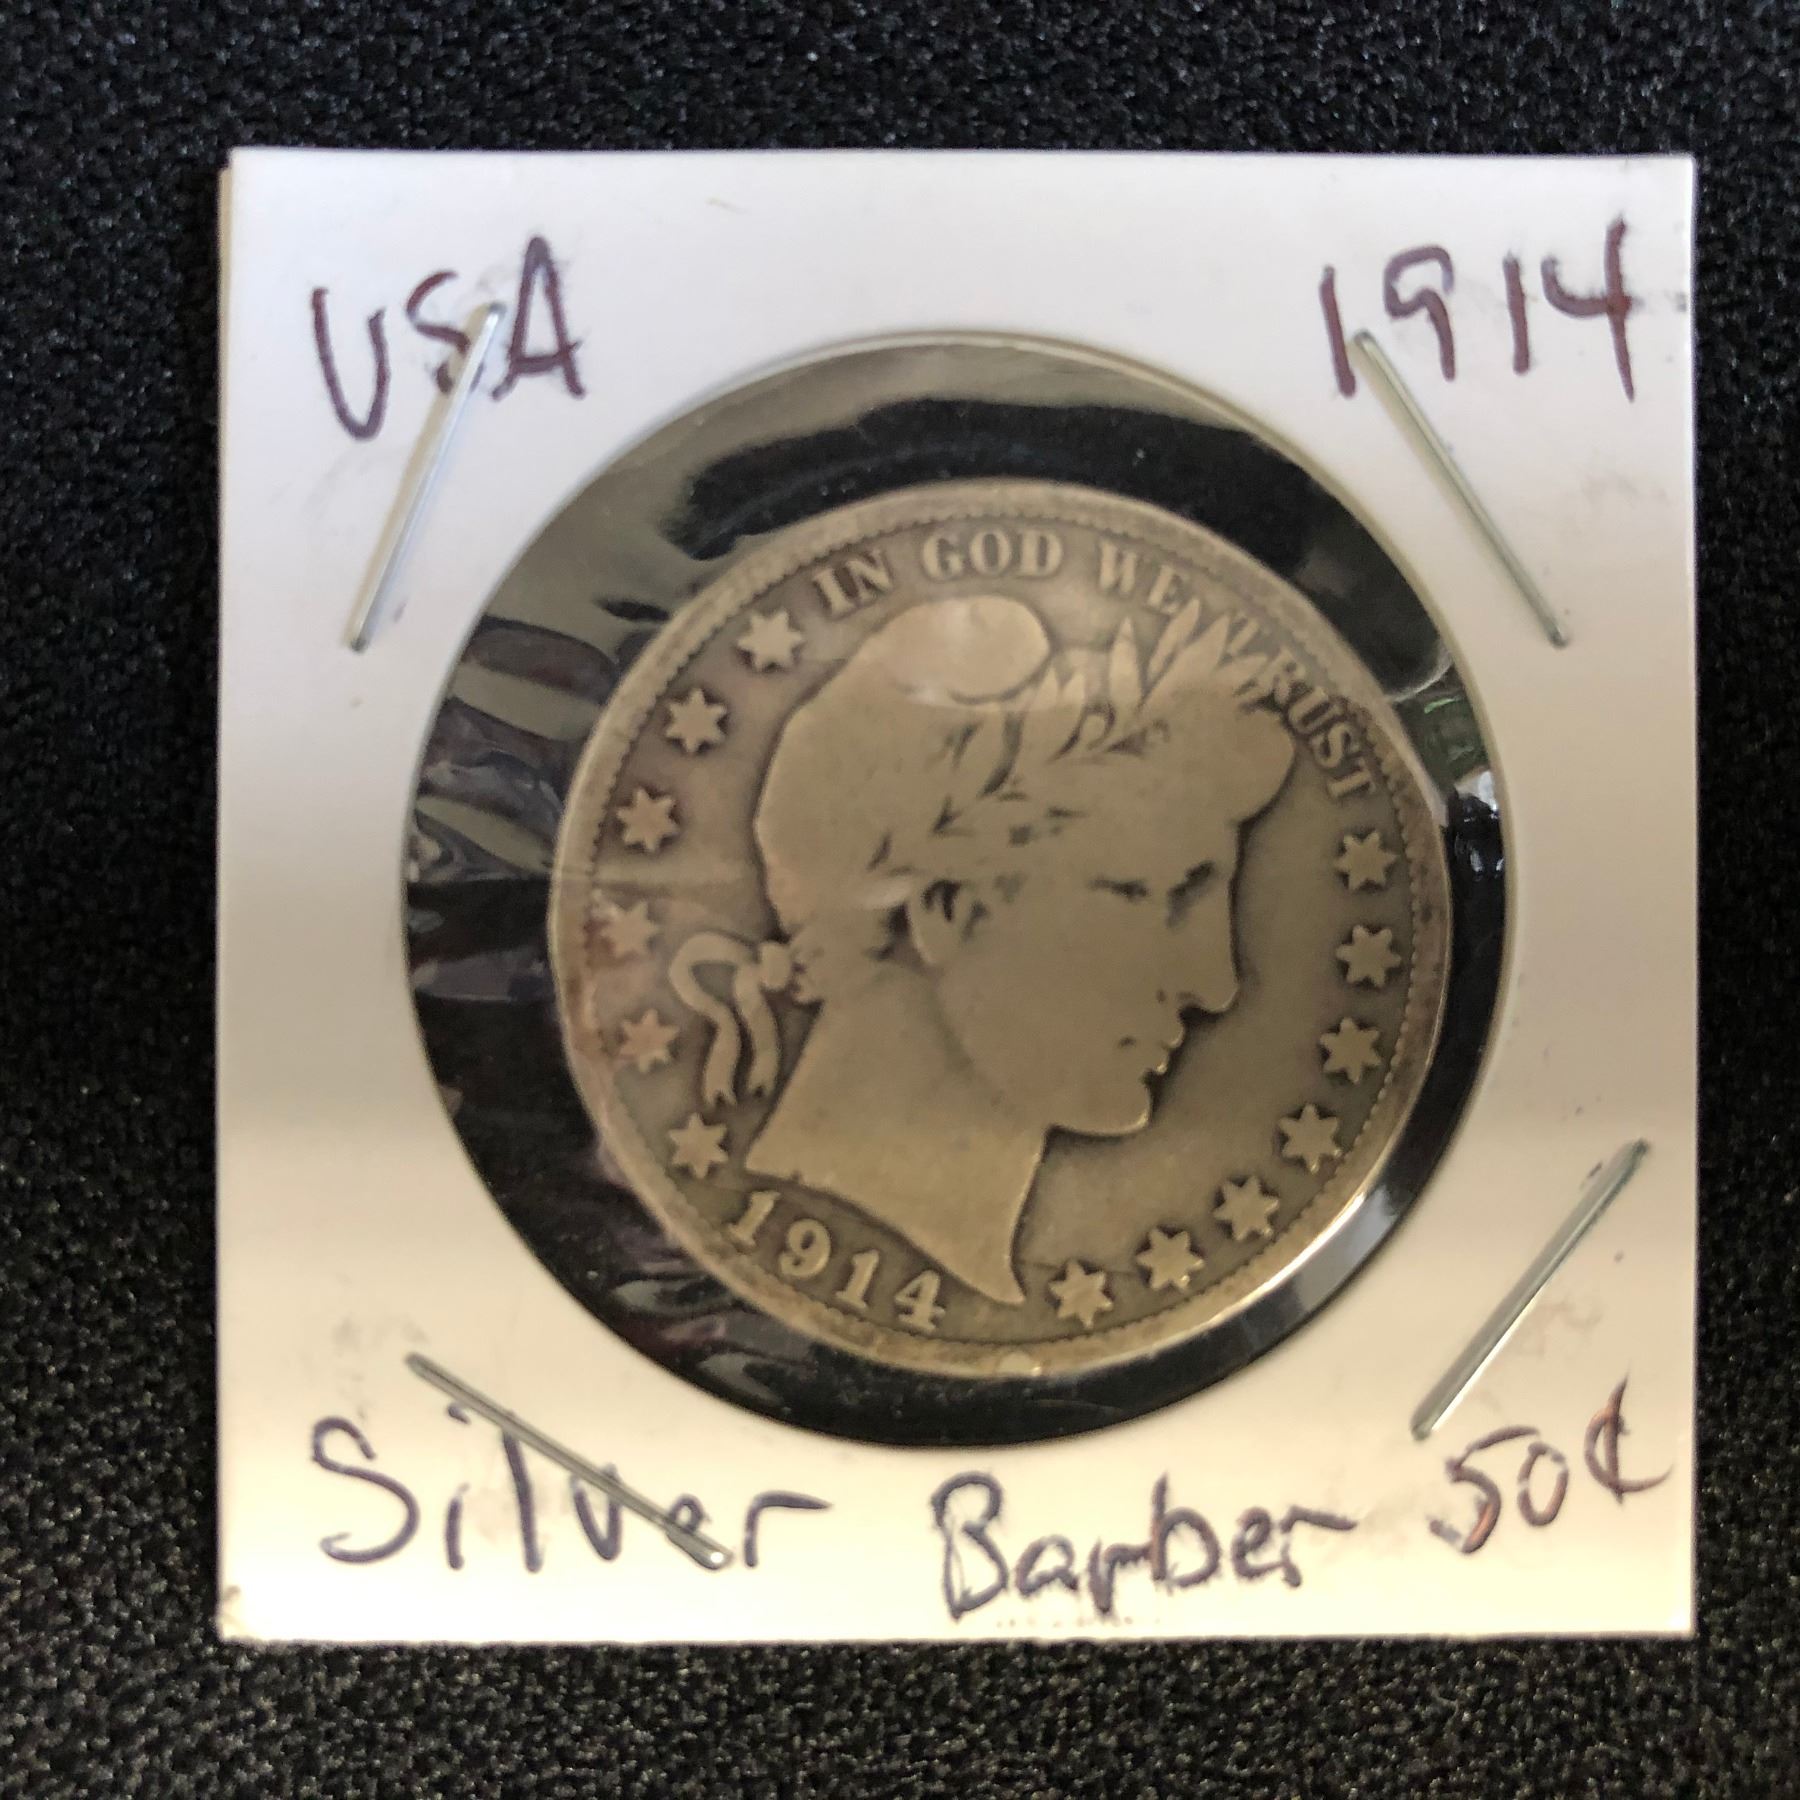 USA 1914
IN GOD WE TRUST
1914
Silver Barber 50¢